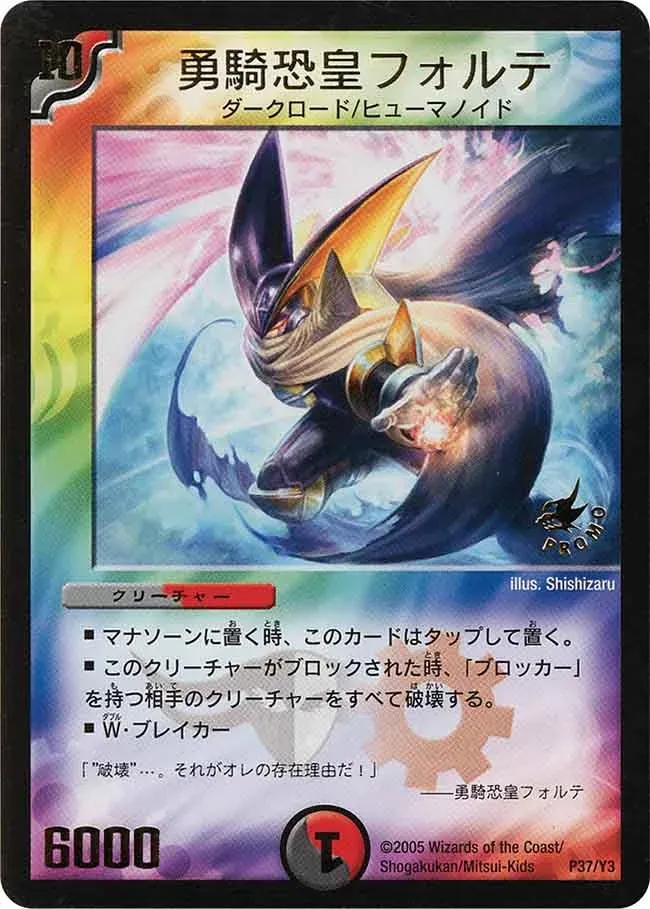 10
勇騎恐皇フォルテ
ダークロード/ヒューマノイド
PROMO
illus. Shishizaru
クリーチャー
■ マナゾーンに置く時、このカードはタップして置く。
■ このクリーチャーがブロックされた時、「ブロッカー」
を持つ相手のクリーチャーをすべて破壊する。
■ W・ブレイカー
「"破壊"…。それがオレの存在理由だ！」
——勇騎恐皇フォルテ
6000
1
©2005 Wizards of the Coast/
Shogakukan/Mitsui-Kids
P37/Y3